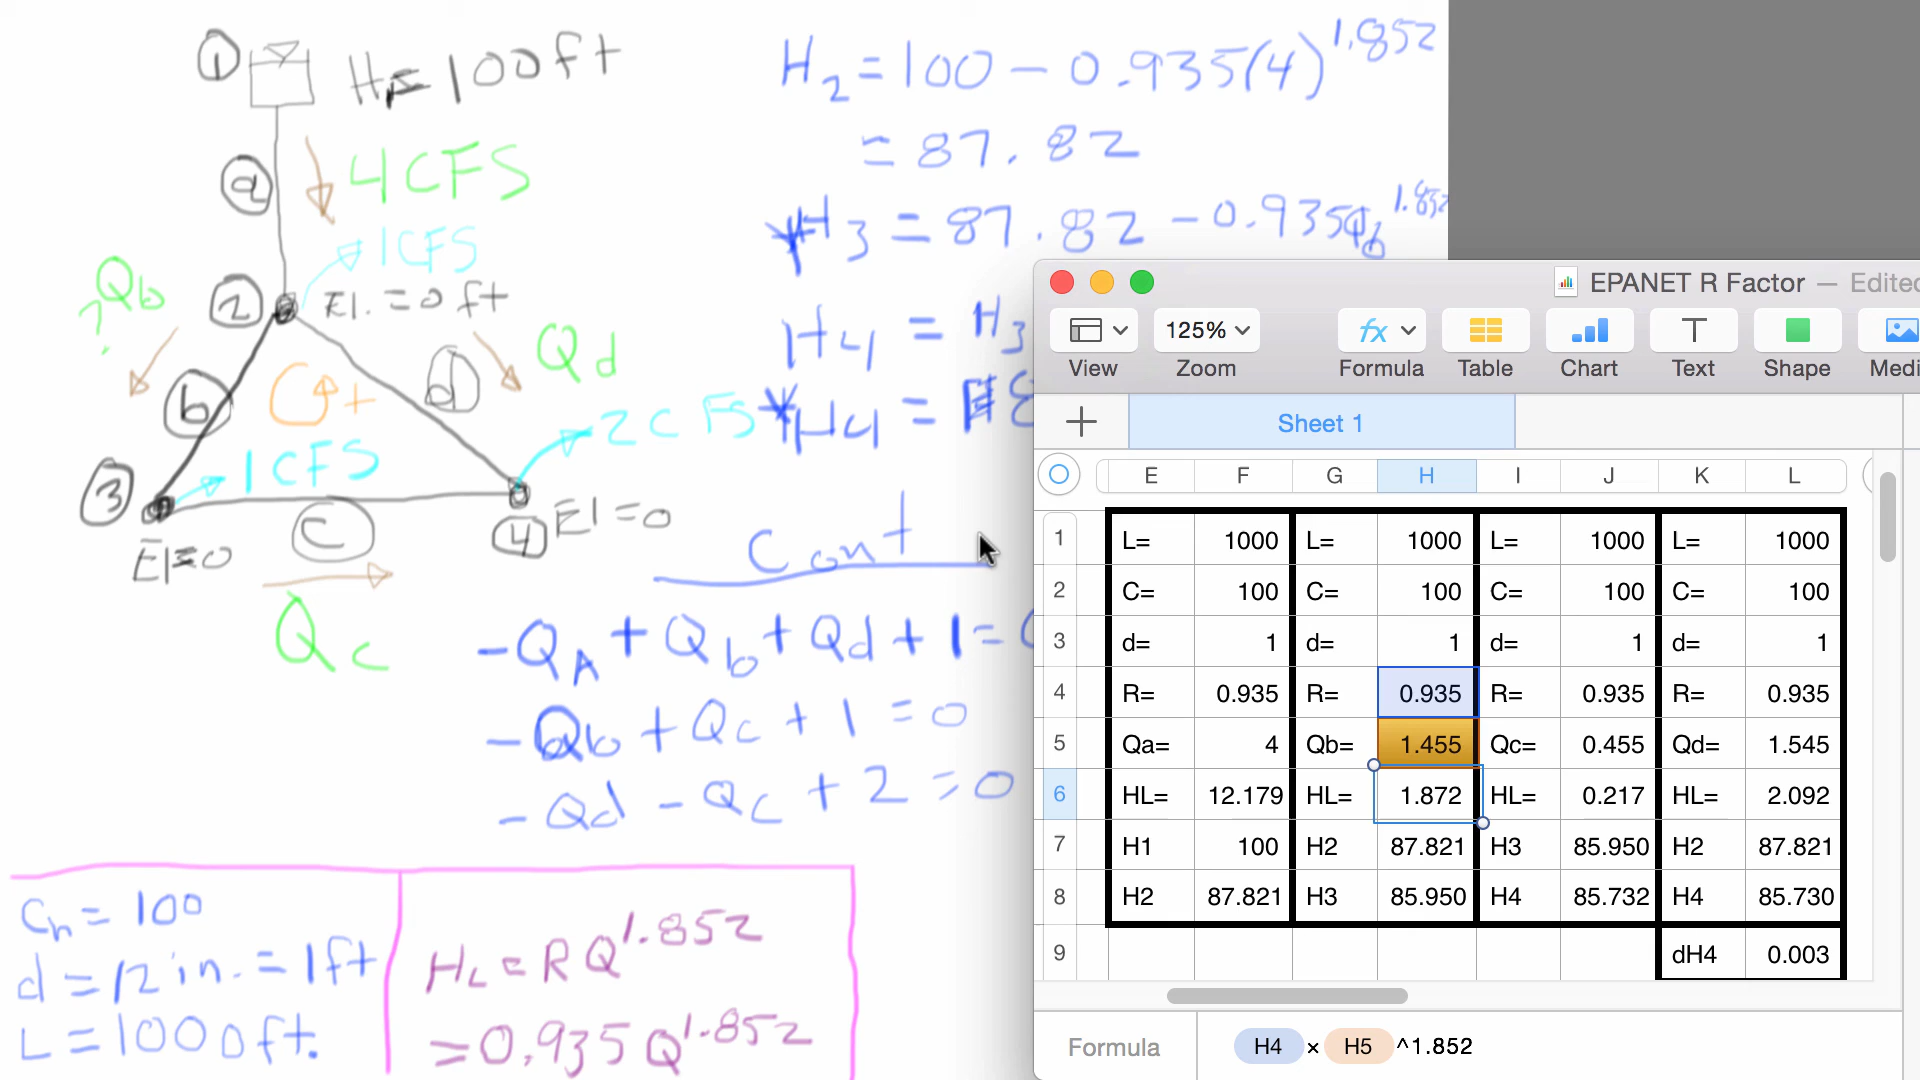 1 H1=100ft
a 4CFS
1CFS
Qb
?
2 El.=0 ft
Qd
b + d
2CFS
1CFS
3
c 4 El=0
El=0
Qc
H2=100-0.935(4)^1.852
=87.82
*H3=87.82-0.935Qb^1.852
H4=H3
*H4=
Cont
-QA+Qb+Qd+1=
-Qb+Qc+1=0
-Qd-Qc+2=0
Ch=100
d=12in.=1ft
L=1000ft.
HL=RQ^1.852
=0.935Q^1.852
EPANET R Factor — Edited
125%
View Zoom Formula Table Chart Text Shape Medi
Sheet 1
E F G H I J K L
1 L= 1000 L= 1000 L= 1000 L= 1000
2 C= 100 C= 100 C= 100 C= 100
3 d= 1 d= 1 d= 1 d= 1
4 R= 0.935 R= 0.935 R= 0.935 R= 0.935
5 Qa= 4 Qb= 1.455 Qc= 0.455 Qd= 1.545
6 HL= 12.179 HL= 1.872 HL= 0.217 HL= 2.092
7 H1 100 H2 87.821 H3 85.950 H2 87.821
8 H2 87.821 H3 85.950 H4 85.732 H4 85.730
9 dH4 0.003
Formula H4 × H5 ^1.852